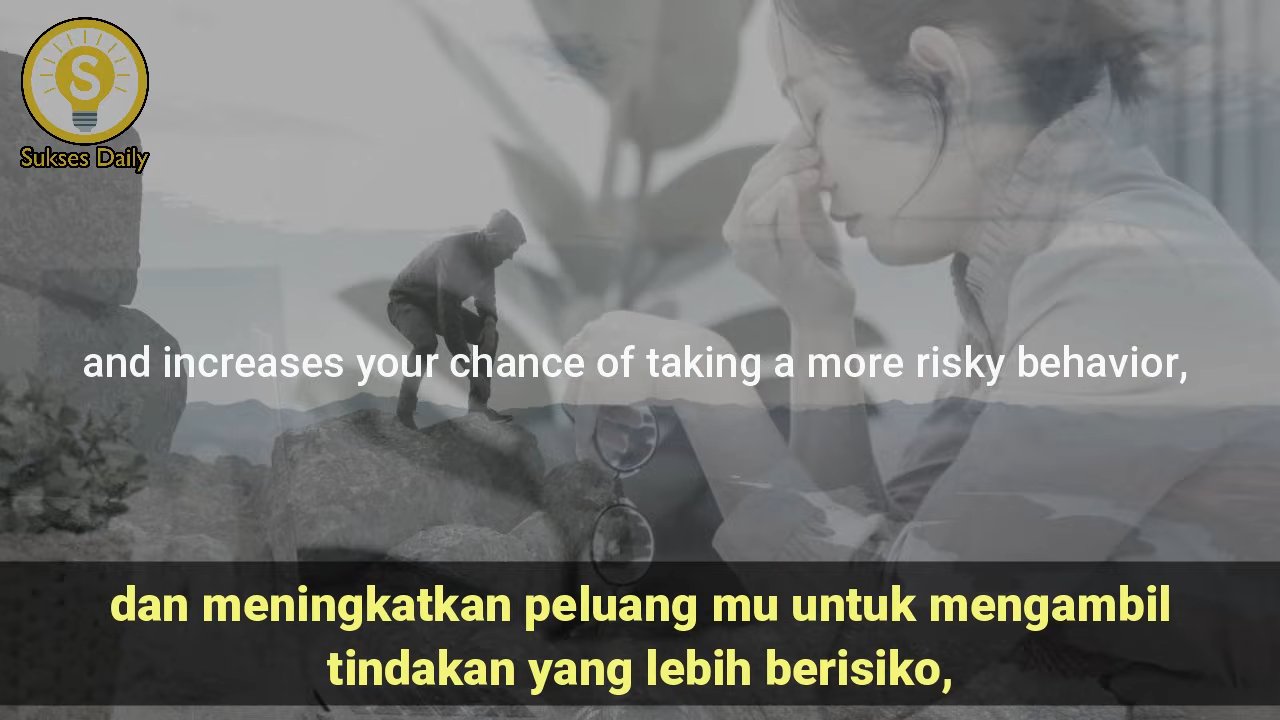 S
Sukses Daily
and increases your chance of taking a more risky behavior,
dan meningkatkan peluang mu untuk mengambil
tindakan yang lebih berisiko,